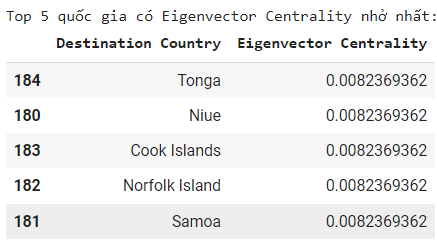 Top 5 quốc gia có Eigenvector Centrality nhỏ nhất:
Destination Country Eigenvector Centrality
184 Tonga 0.0082369362
180 Niue 0.0082369362
183 Cook Islands 0.0082369362
182 Norfolk Island 0.0082369362
181 Samoa 0.0082369362